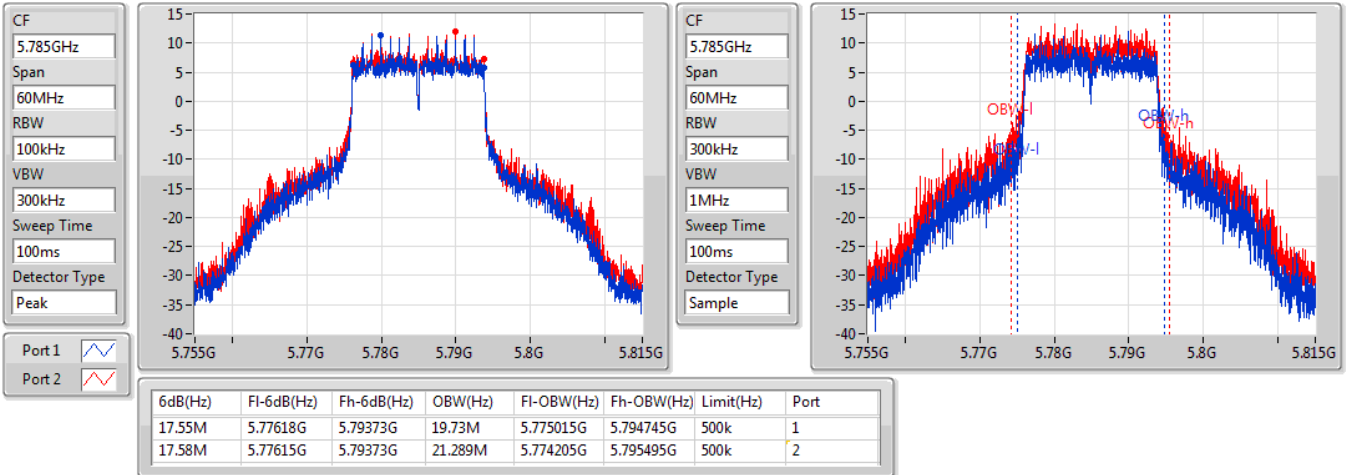 CF
5.785GHz
Span
60MHz
RBW
100kHz
VBW
300kHz
Sweep Time
100ms
Detector Type
Peak
Port 1
Port 2
15
10
5
0
-5
-10
-15
-20
-25
-30
-35
-40
5.755G 5.77G 5.78G 5.79G 5.8G 5.815G
CF
5.785GHz
Span
60MHz
RBW
300kHz
VBW
1MHz
Sweep Time
100ms
Detector Type
Sample
15
10
5
0
-5
-10
-15
-20
-25
-30
-35
-40
OBW-l
OBW-l
OBW-h
OBW-h
5.755G 5.77G 5.78G 5.79G 5.8G 5.815G
6dB(Hz) Fl-6dB(Hz) Fh-6dB(Hz) OBW(Hz) Fl-OBW(Hz) Fh-OBW(Hz) Limit(Hz) Port
17.55M 5.77618G 5.79373G 19.73M 5.775015G 5.794745G 500k 1
17.58M 5.77615G 5.79373G 21.289M 5.774205G 5.795495G 500k 2